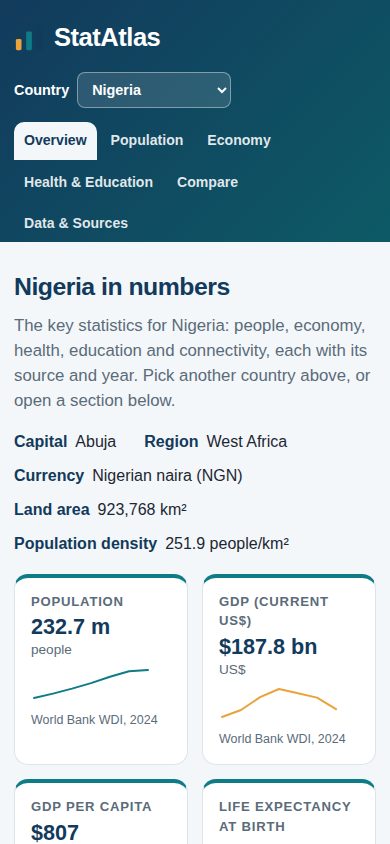 StatAtlas
Country Nigeria
Overview Population Economy
Health & Education Compare
Data & Sources
Nigeria in numbers
The key statistics for Nigeria: people, economy,
health, education and connectivity, each with its
source and year. Pick another country above, or
open a section below.
Capital Abuja Region West Africa
Currency Nigerian naira (NGN)
Land area 923,768 km²
Population density 251.9 people/km²
POPULATION
232.7 m
people
World Bank WDI, 2024
GDP (CURRENT
US$)
$187.8 bn
US$
World Bank WDI, 2024
GDP PER CAPITA
$807
LIFE EXPECTANCY
AT BIRTH